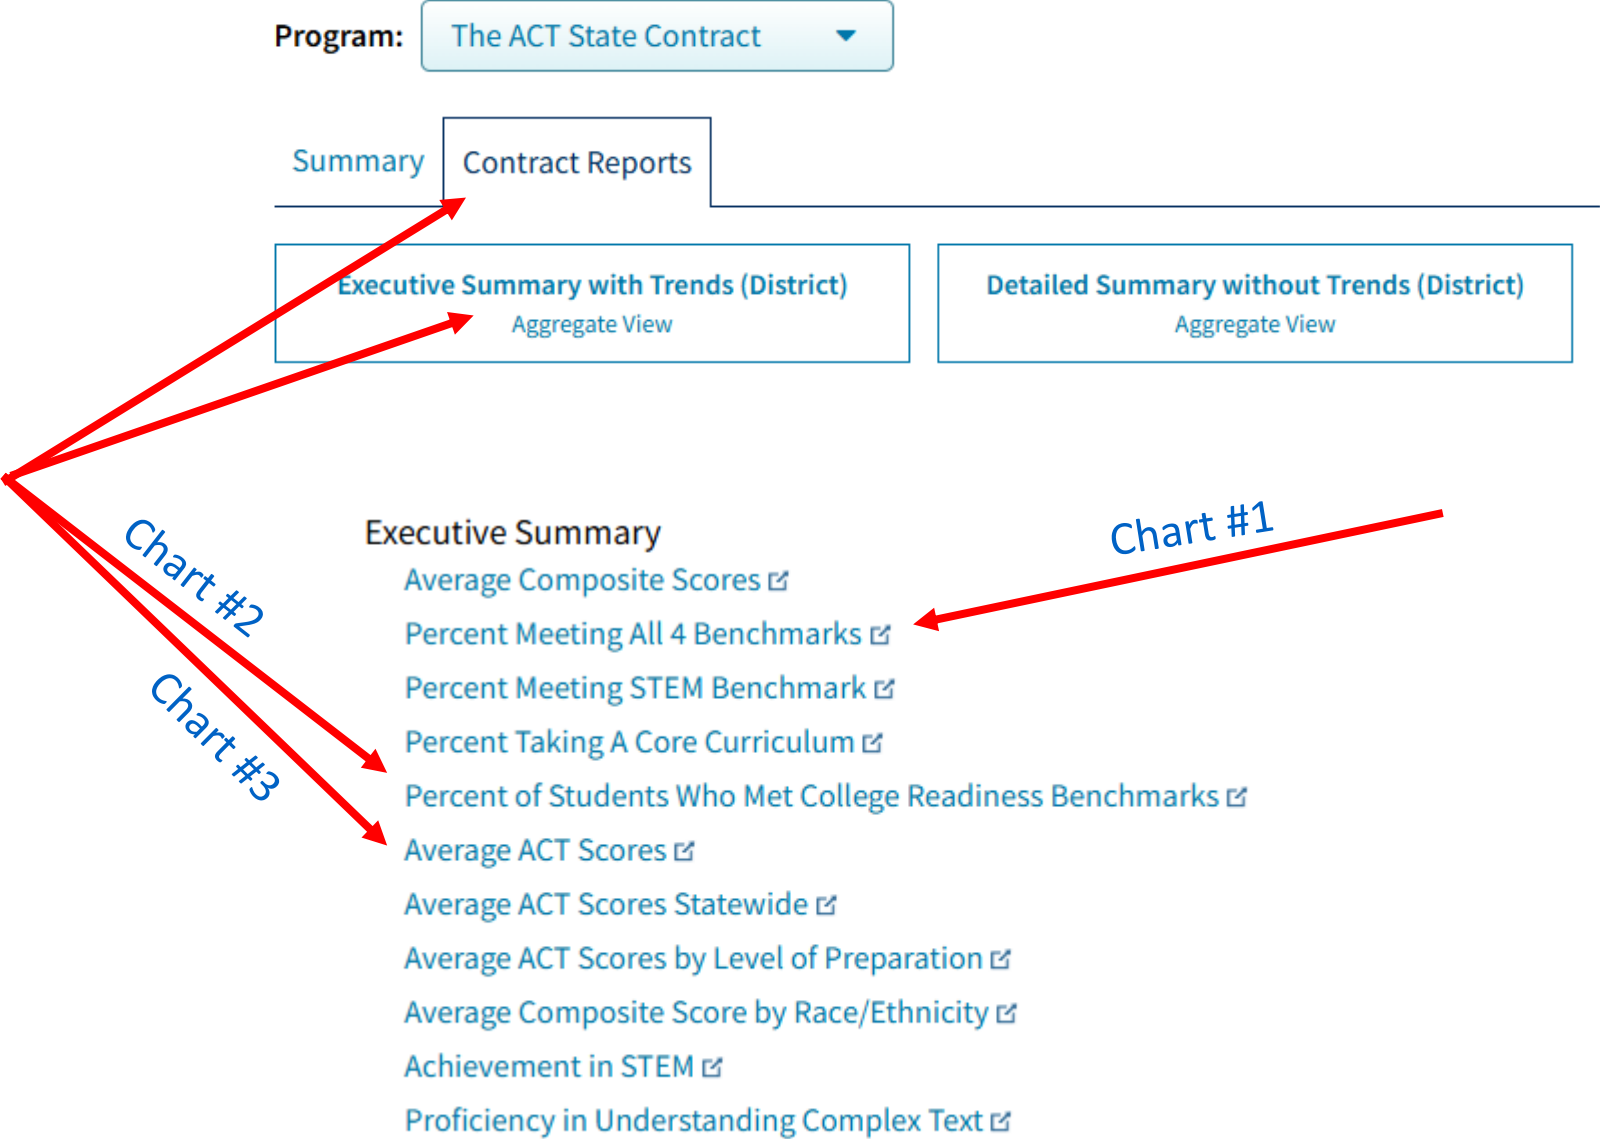 Program: The ACT State Contract
Summary Contract Reports
Executive Summary with Trends (District)
Aggregate View
Detailed Summary without Trends (District)
Aggregate View
Chart #1
Chart #2
Chart #3
Executive Summary
Average Composite Scores
Percent Meeting All 4 Benchmarks
Percent Meeting STEM Benchmark
Percent Taking A Core Curriculum
Percent of Students Who Met College Readiness Benchmarks
Average ACT Scores
Average ACT Scores Statewide
Average ACT Scores by Level of Preparation
Average Composite Score by Race/Ethnicity
Achievement in STEM
Proficiency in Understanding Complex Text